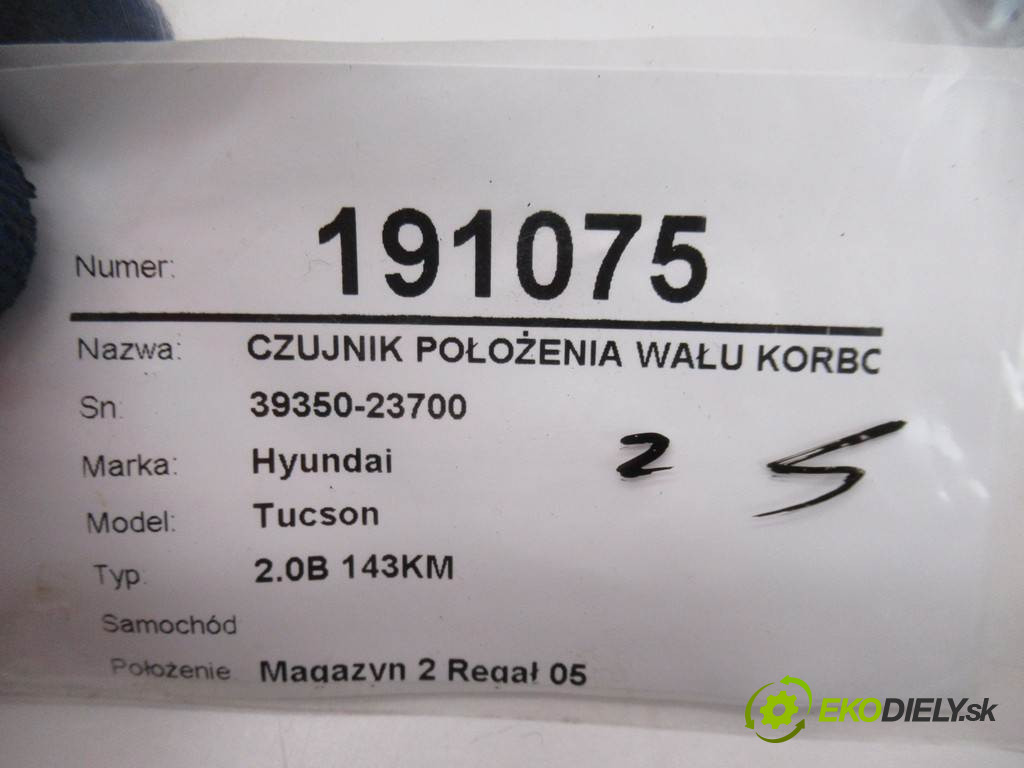 Numer: 191075
Nazwa: CZUJNIK POŁOŻENIA WAŁU KORBC
Sn: 39350-23700
Marka: Hyundai
2 5
Model: Tucson
Typ: 2.0B 143KM
Samochód
Położenie Magazyn 2 Regał 05
EKODIELY.sk